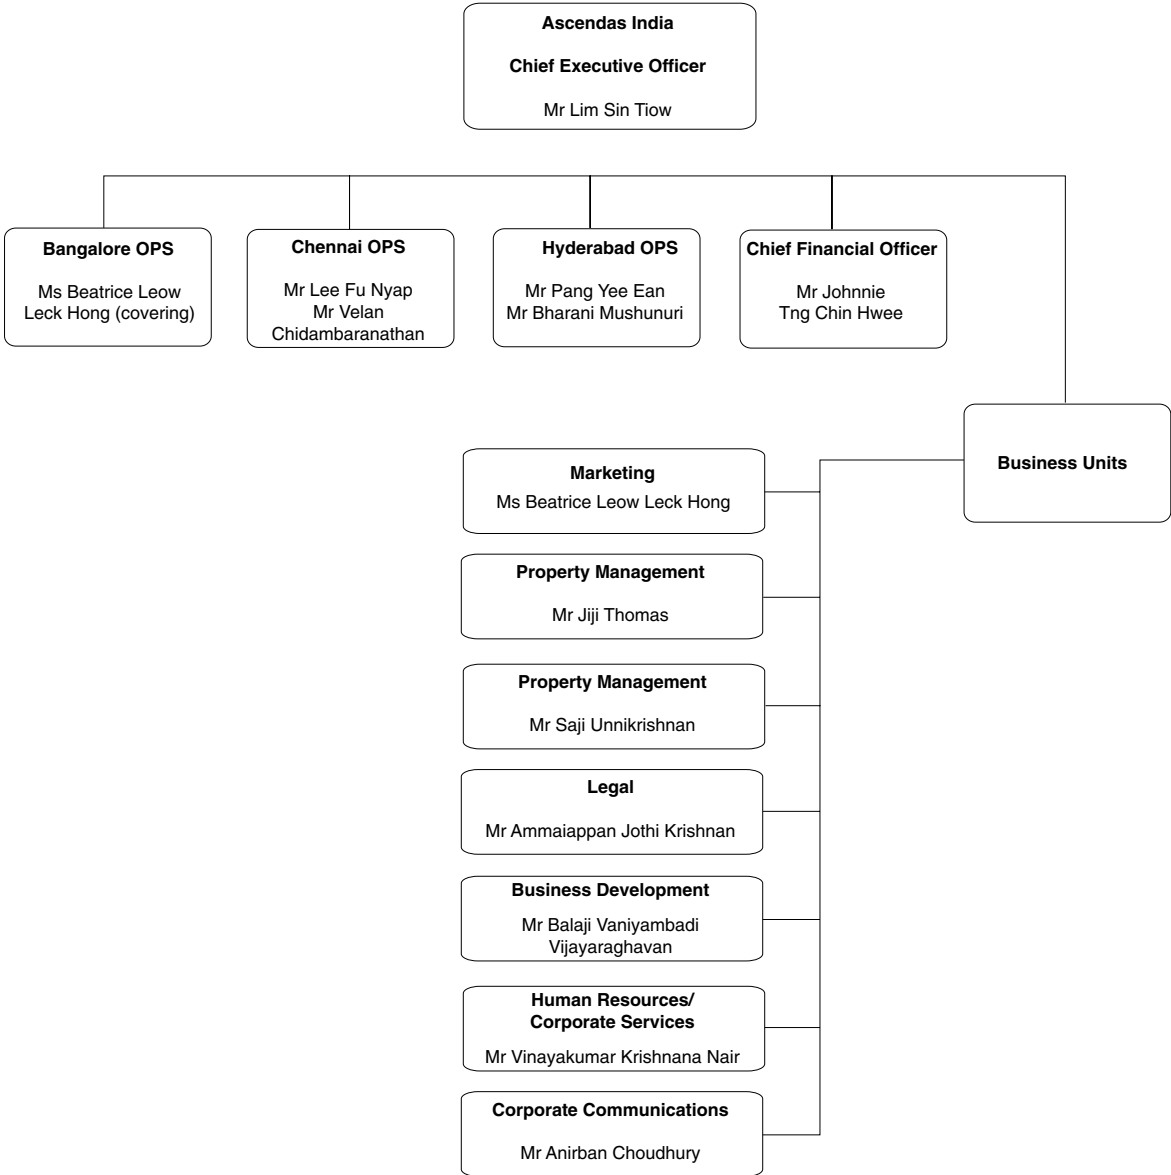 Ascendas India
Chief Executive Officer
Mr Lim Sin Tiow
Bangalore OPS
Ms Beatrice Leow
Leck Hong (covering)
Chennai OPS
Mr Lee Fu Nyap
Mr Velan
Chidambaranathan
Hyderabad OPS
Mr Pang Yee Ean
Mr Bharani Mushunuri
Chief Financial Officer
Mr Johnnie
Tng Chin Hwee
Business Units
Marketing
Ms Beatrice Leow Leck Hong
Property Management
Mr Jiji Thomas
Property Management
Mr Saji Unnikrishnan
Legal
Mr Ammaiappan Jothi Krishnan
Business Development
Mr Balaji Vaniyambadi
Vijayaraghavan
Human Resources/
Corporate Services
Mr Vinayakumar Krishnana Nair
Corporate Communications
Mr Anirban Choudhury